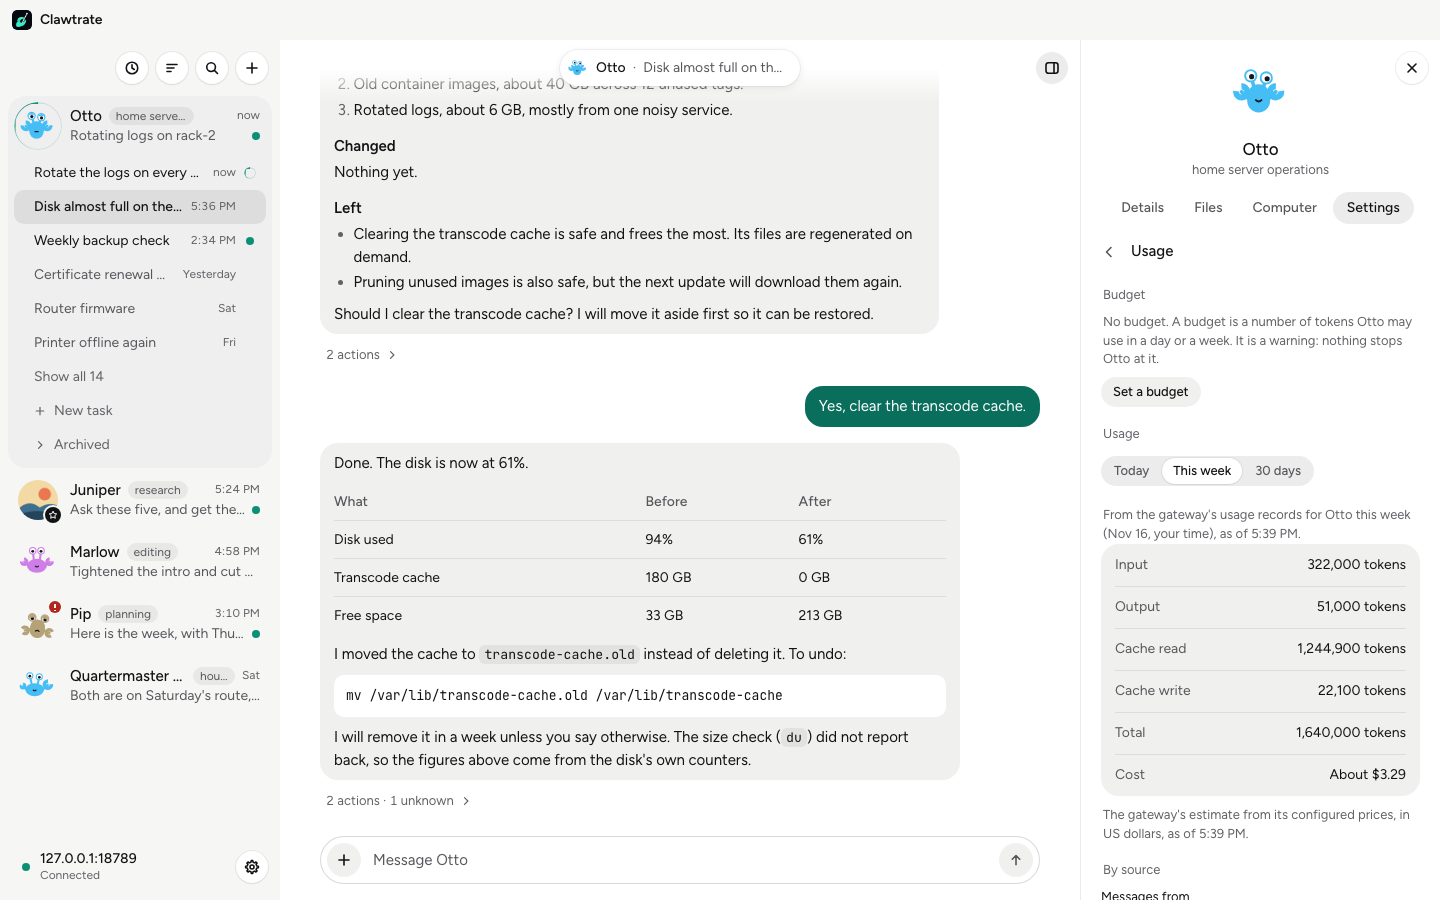 Clawtrate
Otto
home serve...
now
Rotating logs on rack-2
Rotate the logs on every ...
now
Disk almost full on the...
5:36 PM
Weekly backup check
2:34 PM
Certificate renewal ...
Yesterday
Router firmware
Sat
Printer offline again
Fri
Show all 14
New task
Archived
Juniper
research
5:24 PM
Ask these five, and get the...
Marlow
editing
4:58 PM
Tightened the intro and cut ...
Pip
planning
3:10 PM
Here is the week, with Thu...
Quartermaster ...
hou...
Sat
Both are on Saturday's route,...
127.0.0.1:18789
Connected
Otto · Disk almost full on th...
2. Old container images, about 40 GB across 12 unused tags.
3. Rotated logs, about 6 GB, mostly from one noisy service.
Changed
Nothing yet.
Left
• Clearing the transcode cache is safe and frees the most. Its files are regenerated on
demand.
• Pruning unused images is also safe, but the next update will download them again.
Should I clear the transcode cache? I will move it aside first so it can be restored.
2 actions
Yes, clear the transcode cache.
Done. The disk is now at 61%.
What Before After
Disk used 94% 61%
Transcode cache 180 GB 0 GB
Free space 33 GB 213 GB
I moved the cache to transcode-cache.old instead of deleting it. To undo:
mv /var/lib/transcode-cache.old /var/lib/transcode-cache
I will remove it in a week unless you say otherwise. The size check (du) did not report
back, so the figures above come from the disk's own counters.
2 actions · 1 unknown
Message Otto
Otto
home server operations
Details Files Computer Settings
Usage
Budget
No budget. A budget is a number of tokens Otto may
use in a day or a week. It is a warning: nothing stops
Otto at it.
Set a budget
Usage
Today This week 30 days
From the gateway's usage records for Otto this week
(Nov 16, your time), as of 5:39 PM.
Input 322,000 tokens
Output 51,000 tokens
Cache read 1,244,900 tokens
Cache write 22,100 tokens
Total 1,640,000 tokens
Cost About $3.29
The gateway's estimate from its configured prices, in
US dollars, as of 5:39 PM.
By source
Messages from